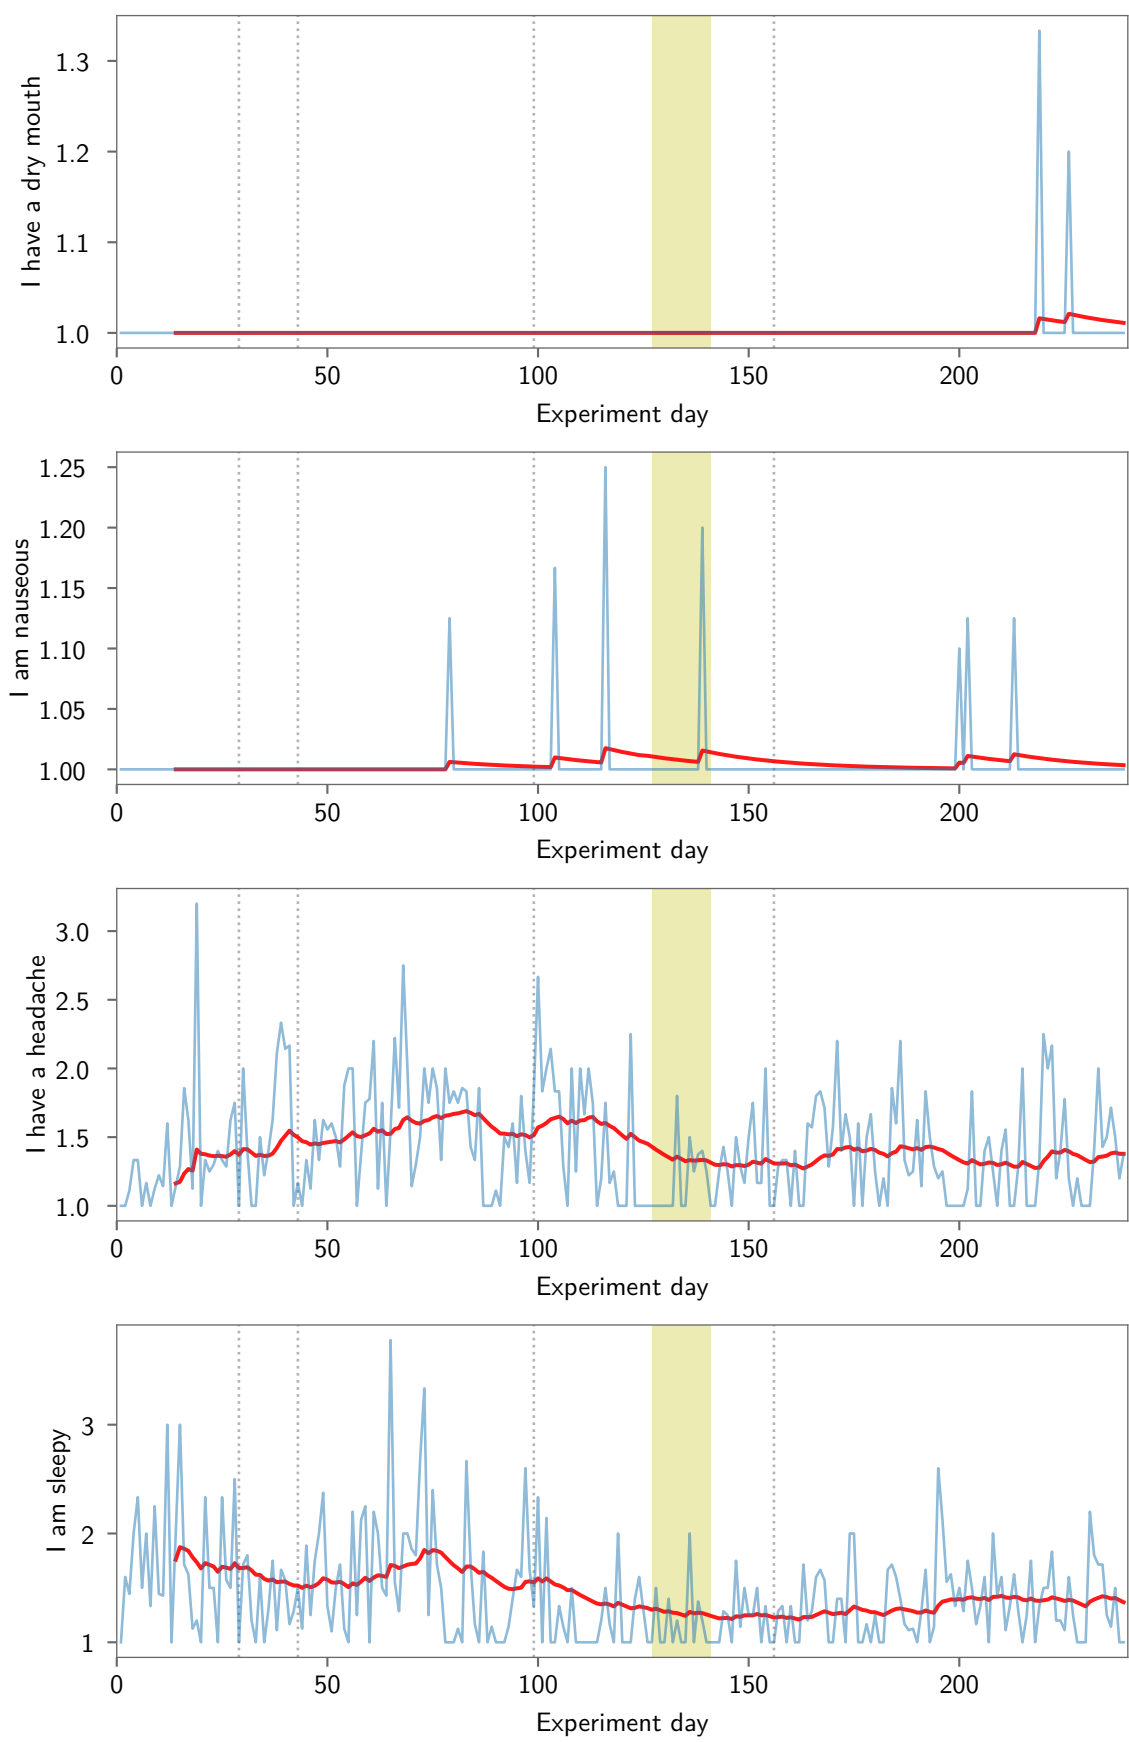 I have a dry mouth
1.3
1.2
1.1
1.0
0 50 100 150 200
Experiment day
I am nauseous
1.25
1.20
1.15
1.10
1.05
1.00
0 50 100 150 200
Experiment day
I have a headache
3.0
2.5
2.0
1.5
1.0
0 50 100 150 200
Experiment day
I am sleepy
3
2
1
0 50 100 150 200
Experiment day